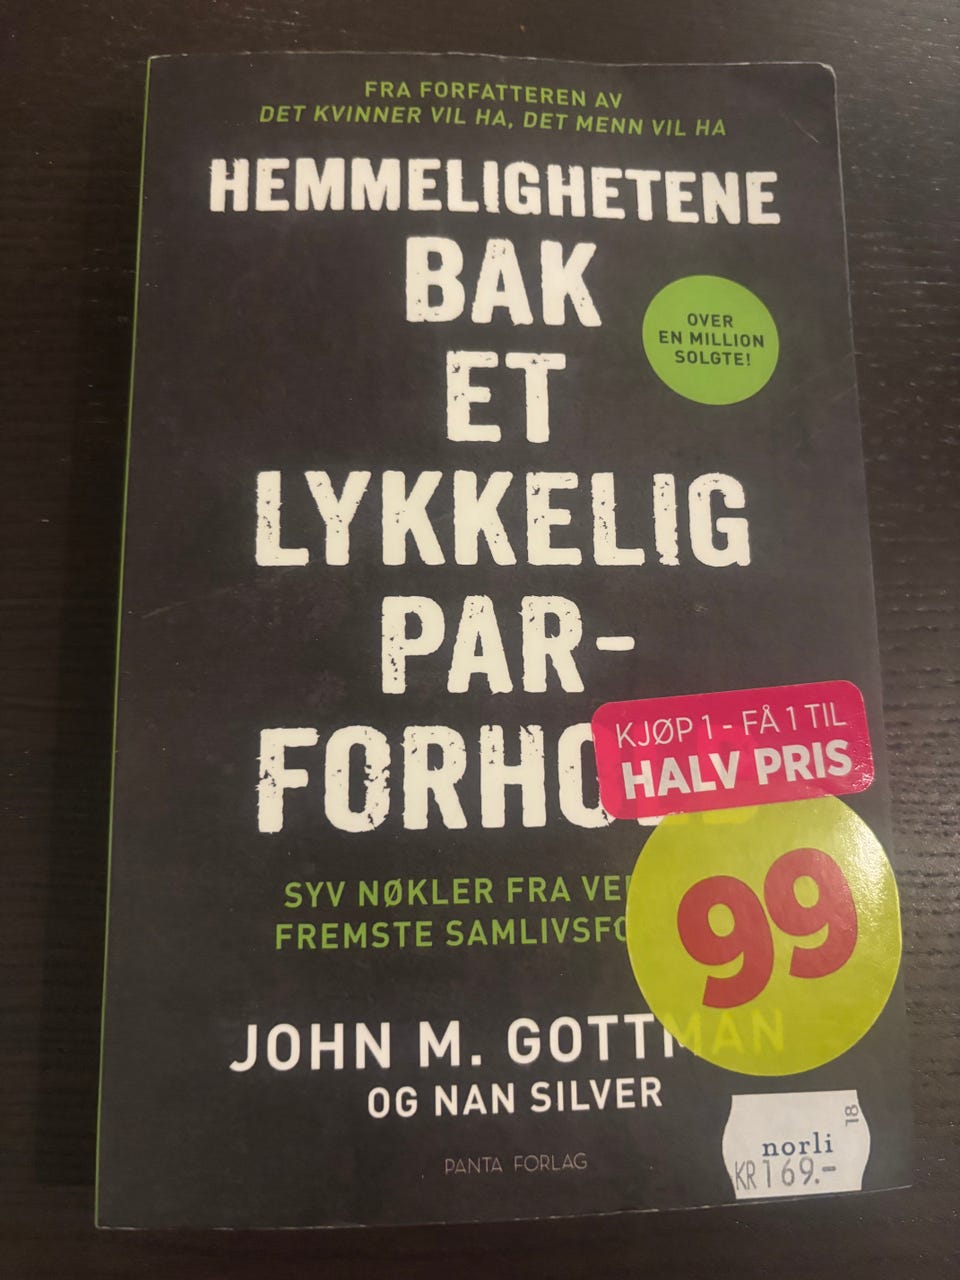 FRA FORFATTEREN AV
DET KVINNER VIL HA, DET MENN VIL HA
HEMMELIGHETENE
BAK
ET
OVER
EN MILLION
SOLGTE!
LYKKELIG
PAR-
FORHO
KJØP 1 - FÅ 1 TIL
HALV PRIS
99
SYV NØKLER FRA VE
FREMSTE SAMLIVSFO
JOHN M. GOTTMAN
OG NAN SILVER
PANTA FORLAG
18
norli
KR 169.-